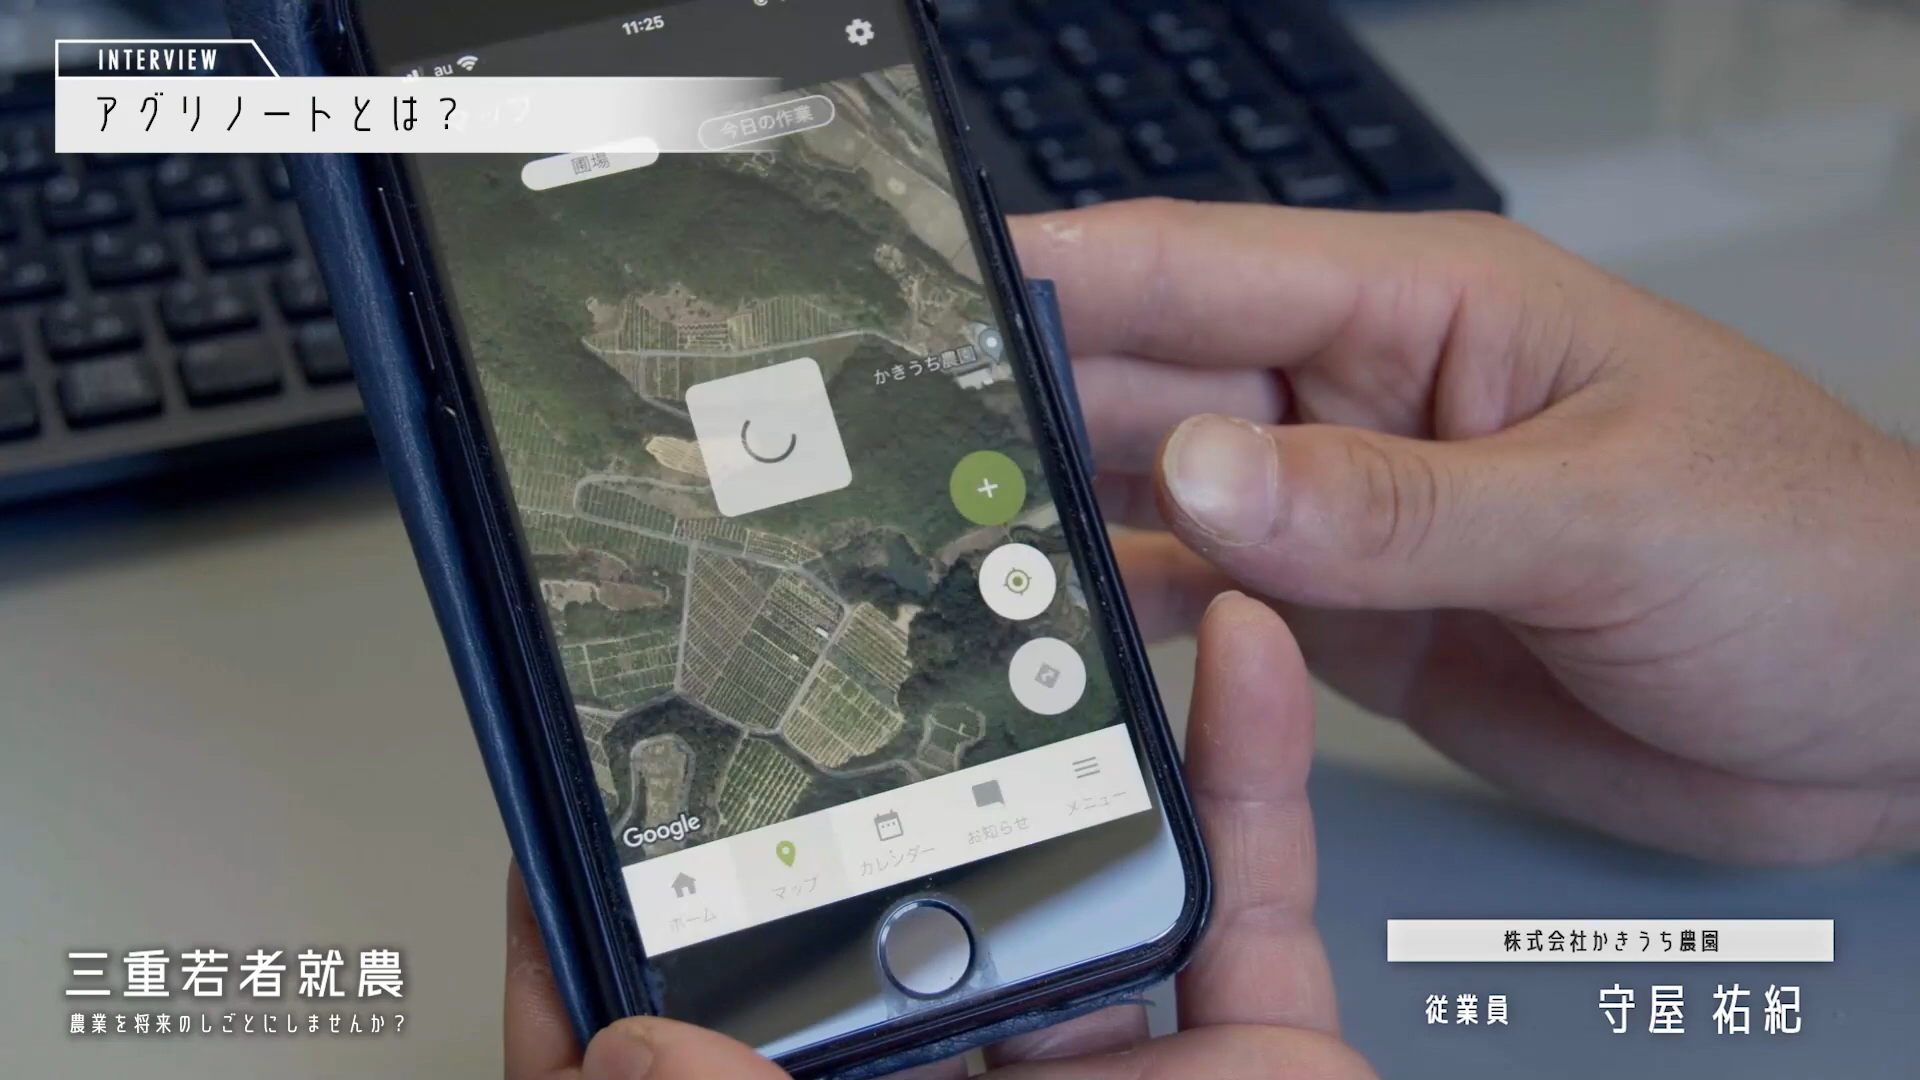 INTERVIEW
アグリノートとは？
11:25
au
マップ
今日の作業
圃場
かきうち農園
Google
ホーム
マップ
カレンダー
お知らせ
メニュー
三重若者就農
農業を将来のしごとにしませんか？
株式会社かきうち農園
従業員 守屋 祐紀